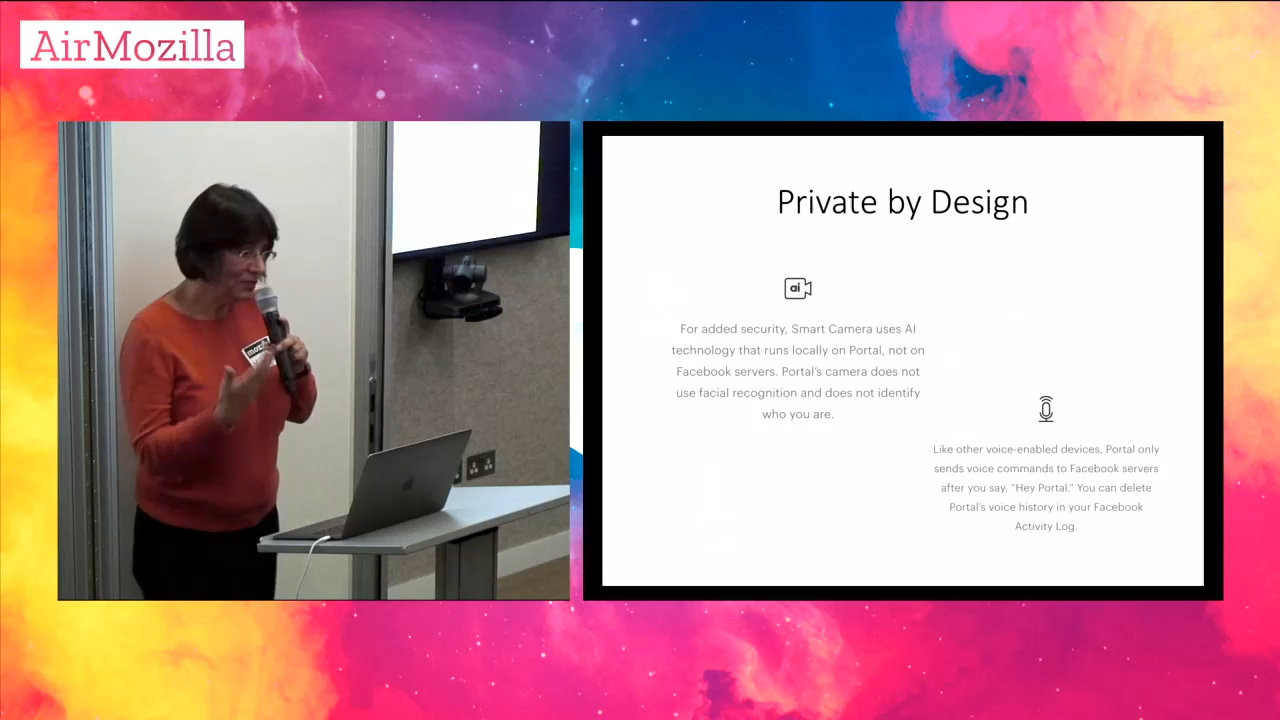 AirMozilla
Private by Design
ai
For added security, Smart Camera uses AI
technology that runs locally on Portal, not on
Facebook servers. Portal's camera does not
use facial recognition and does not identify
who you are.
Like other voice-enabled devices, Portal only
sends voice commands to Facebook servers
after you say, "Hey Portal." You can delete
Portal's voice history in your Facebook
Activity Log.